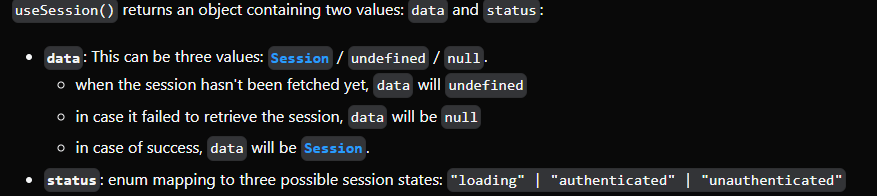 useSession() returns an object containing two values: data and status:
• data: This can be three values: Session / undefined / null.
◦ when the session hasn't been fetched yet, data will undefined
◦ in case it failed to retrieve the session, data will be null
◦ in case of success, data will be Session.
• status: enum mapping to three possible session states: "loading" | "authenticated" | "unauthenticated"